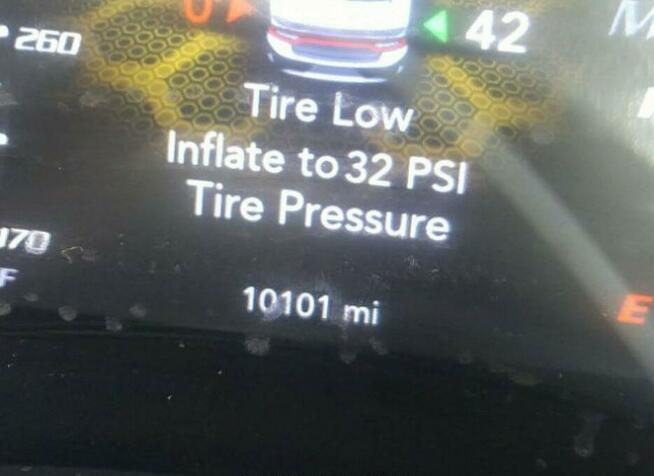 0
42
260
Tire Low
Inflate to 32 PSI
Tire Pressure
170
F
10101 mi
E